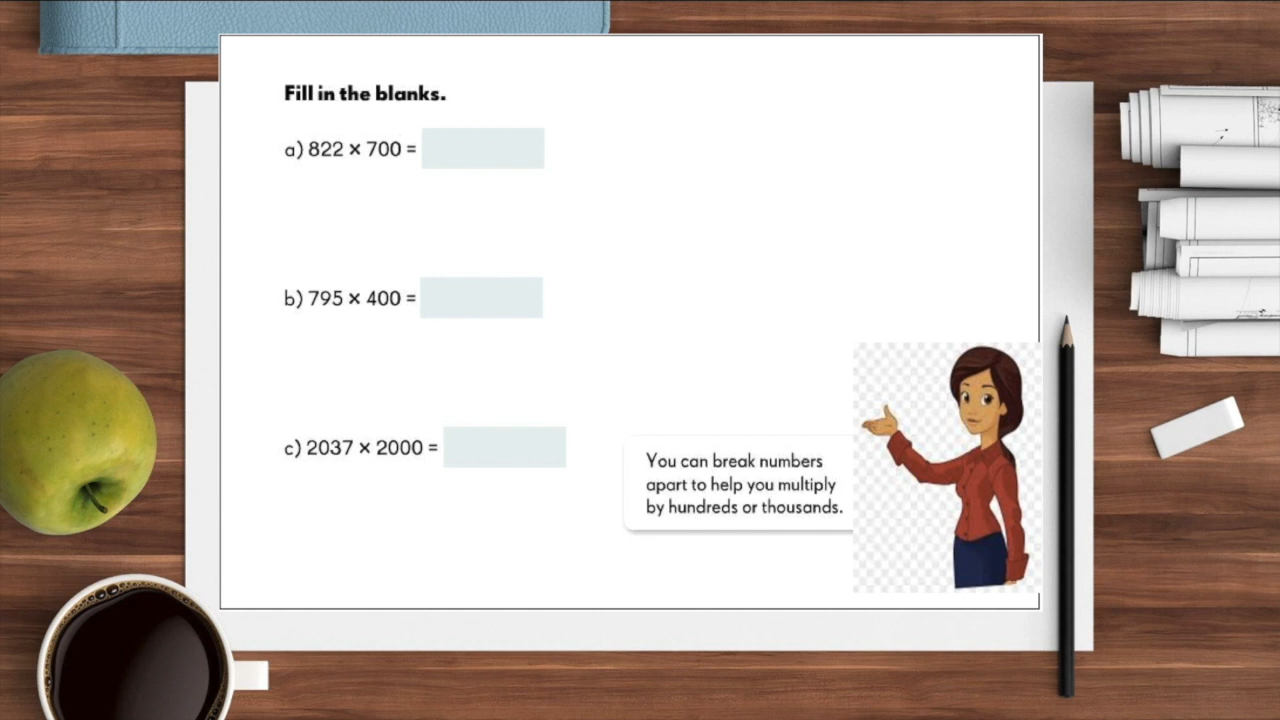 Fill in the blanks.
a) 822 × 700 =
b) 795 × 400 =
c) 2037 × 2000 =
You can break numbers
apart to help you multiply
by hundreds or thousands.